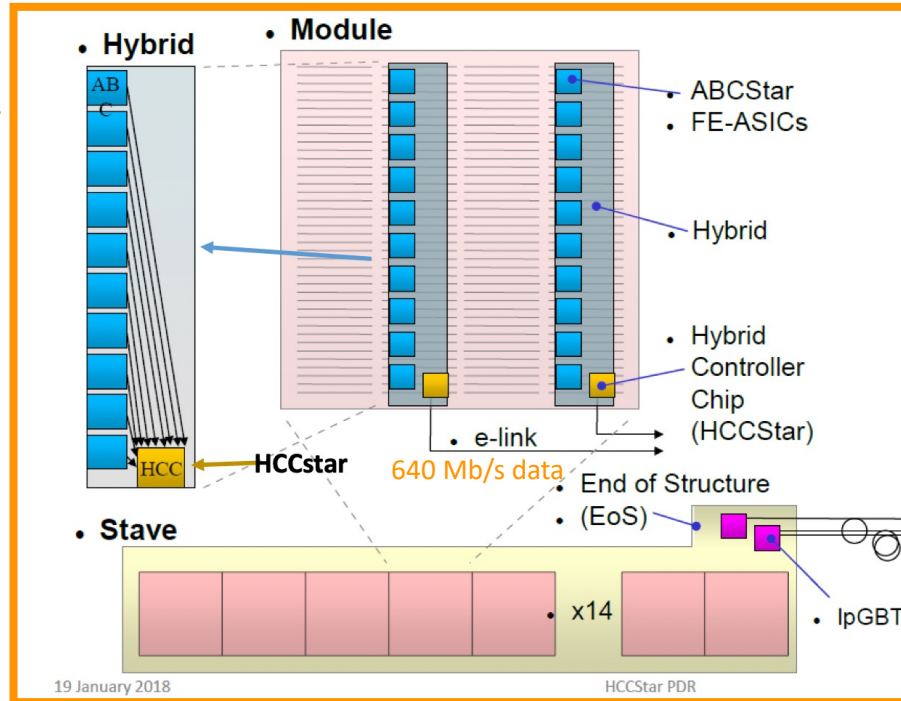 • Hybrid
• Module
AB
C
• ABCStar
• FE-ASICs
• Hybrid
• Hybrid
Controller
Chip
(HCCStar)
HCC
HCCstar
• e-link
640 Mb/s data
• End of Structure
• (EoS)
• Stave
• x14
• lpGBT
19 January 2018
HCCStar PDR